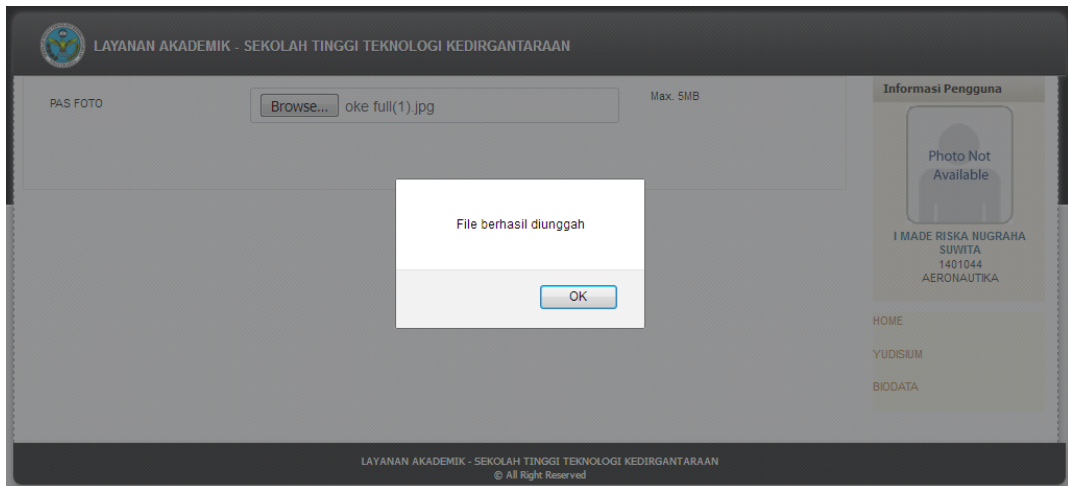 LAYANAN AKADEMIK - SEKOLAH TINGGI TEKNOLOGI KEDIRGANTARAAN
PAS FOTO
Browse... oke full(1).jpg
Max. 5MB
File berhasil diunggah
OK
Informasi Pengguna
Photo Not
Available
I MADE RISKA NUGRAHA
SUWITA
1401044
AERONAUTIKA
HOME
YUDISIUM
BIODATA
LAYANAN AKADEMIK - SEKOLAH TINGGI TEKNOLOGI KEDIRGANTARAAN
© All Right Reserved